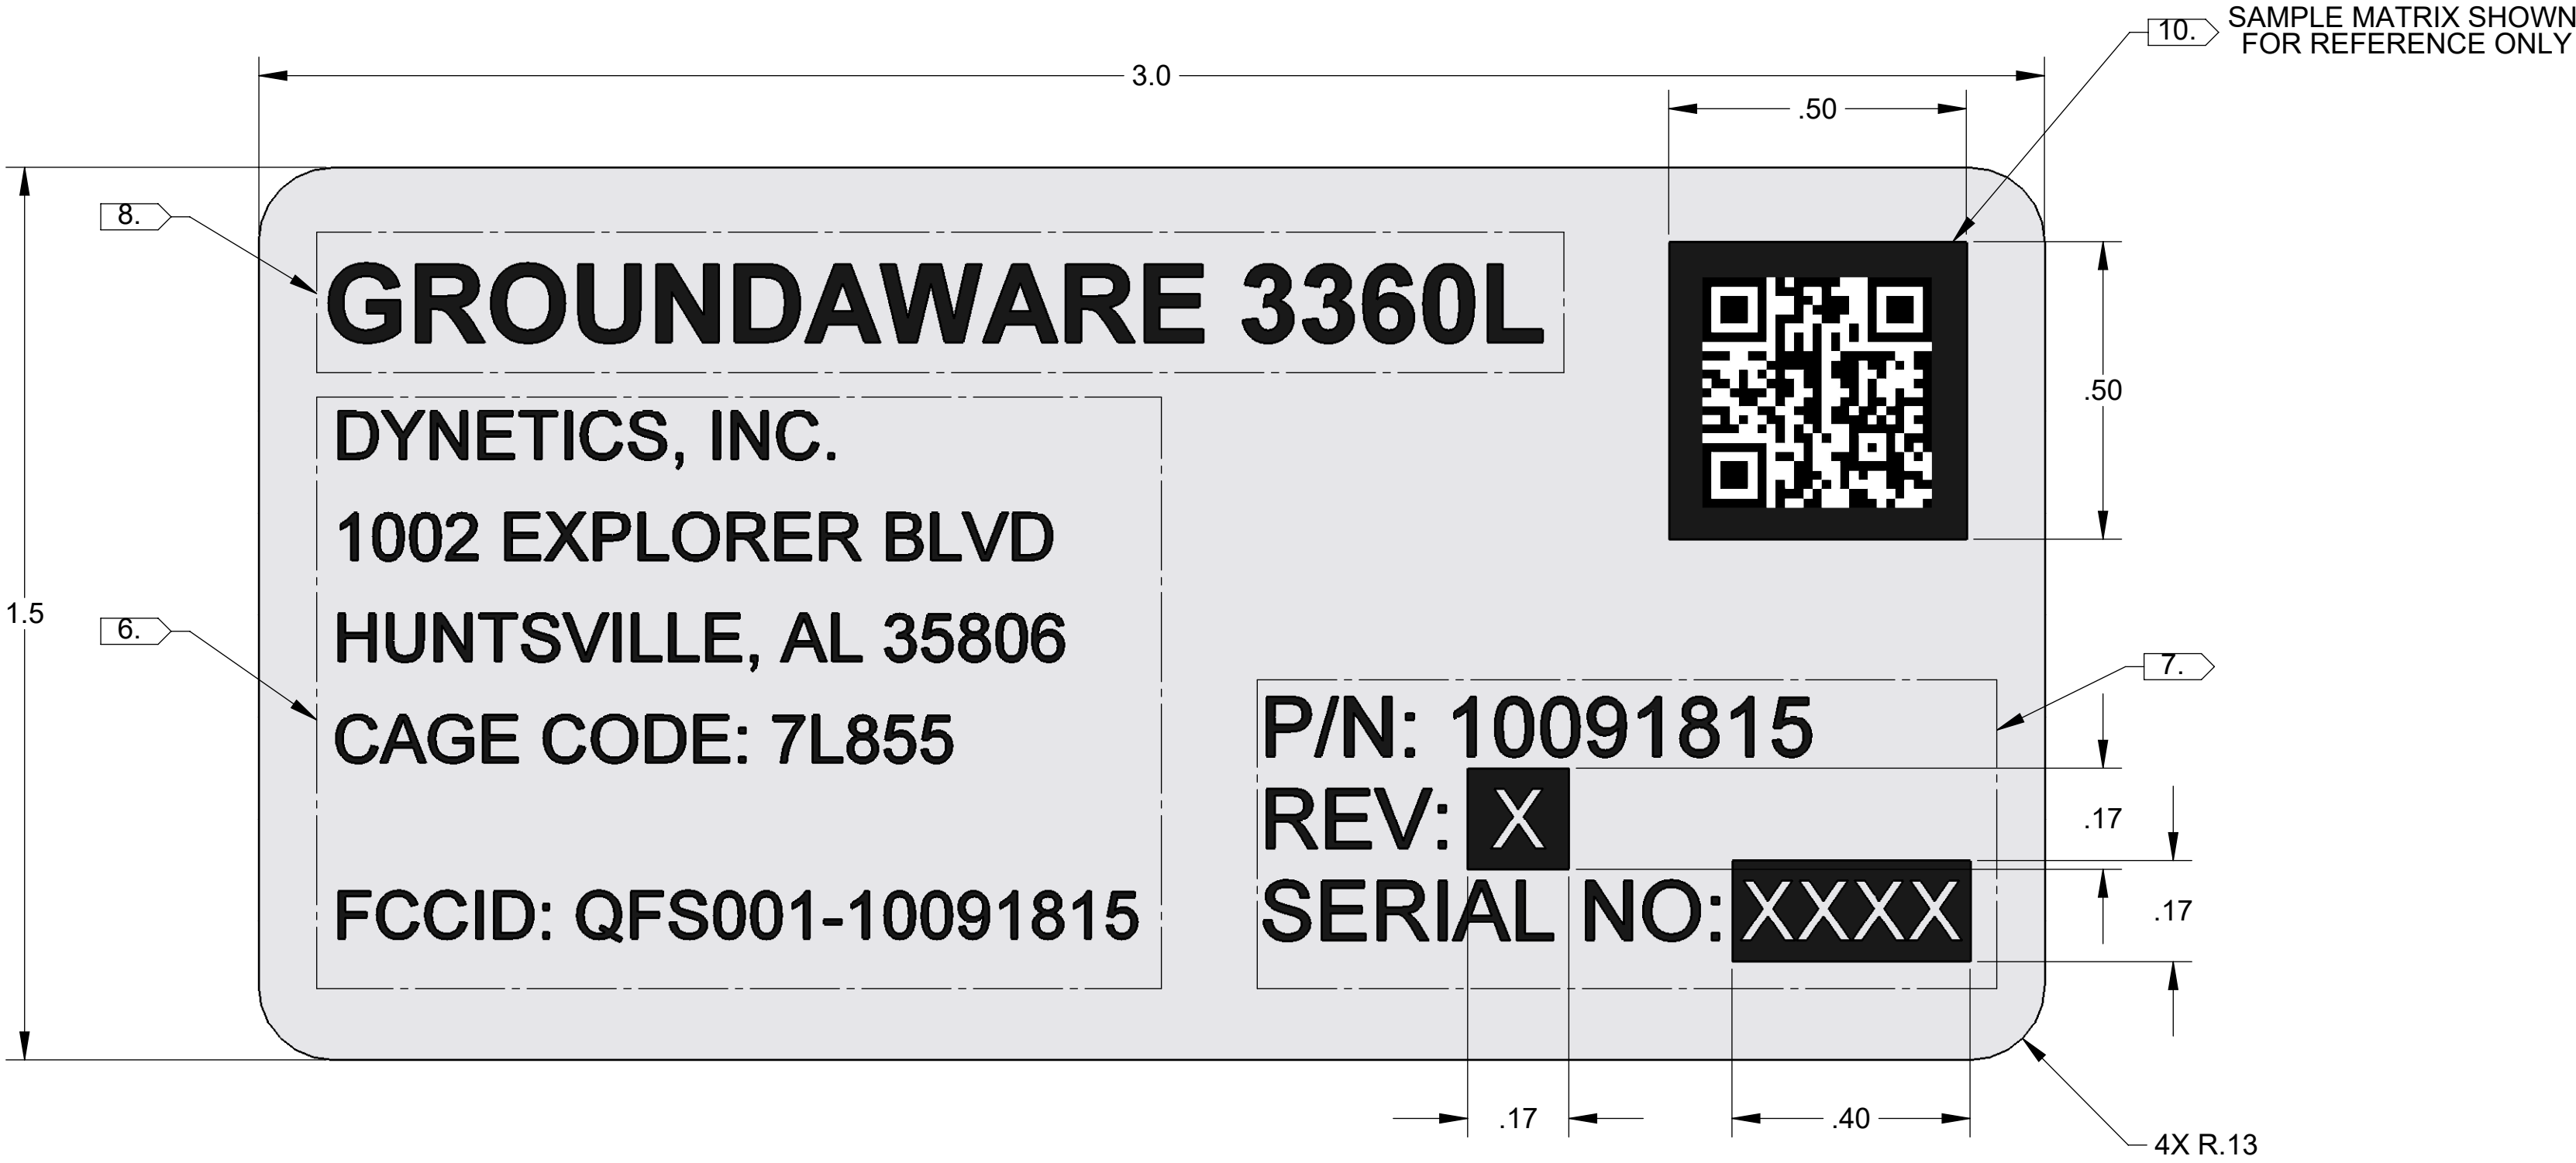 10. SAMPLE MATRIX SHOWN
FOR REFERENCE ONLY
3.0
.50
8.
GROUNDAWARE 3360L
DYNETICS, INC.
1002 EXPLORER BLVD
HUNTSVILLE, AL 35806
CAGE CODE: 7L855
FCCID: QFS001-10091815
.50
1.5
6.
7.
P/N: 10091815
REV: X
SERIAL NO: XXXX
.17
.17
.17
.40
4X R.13